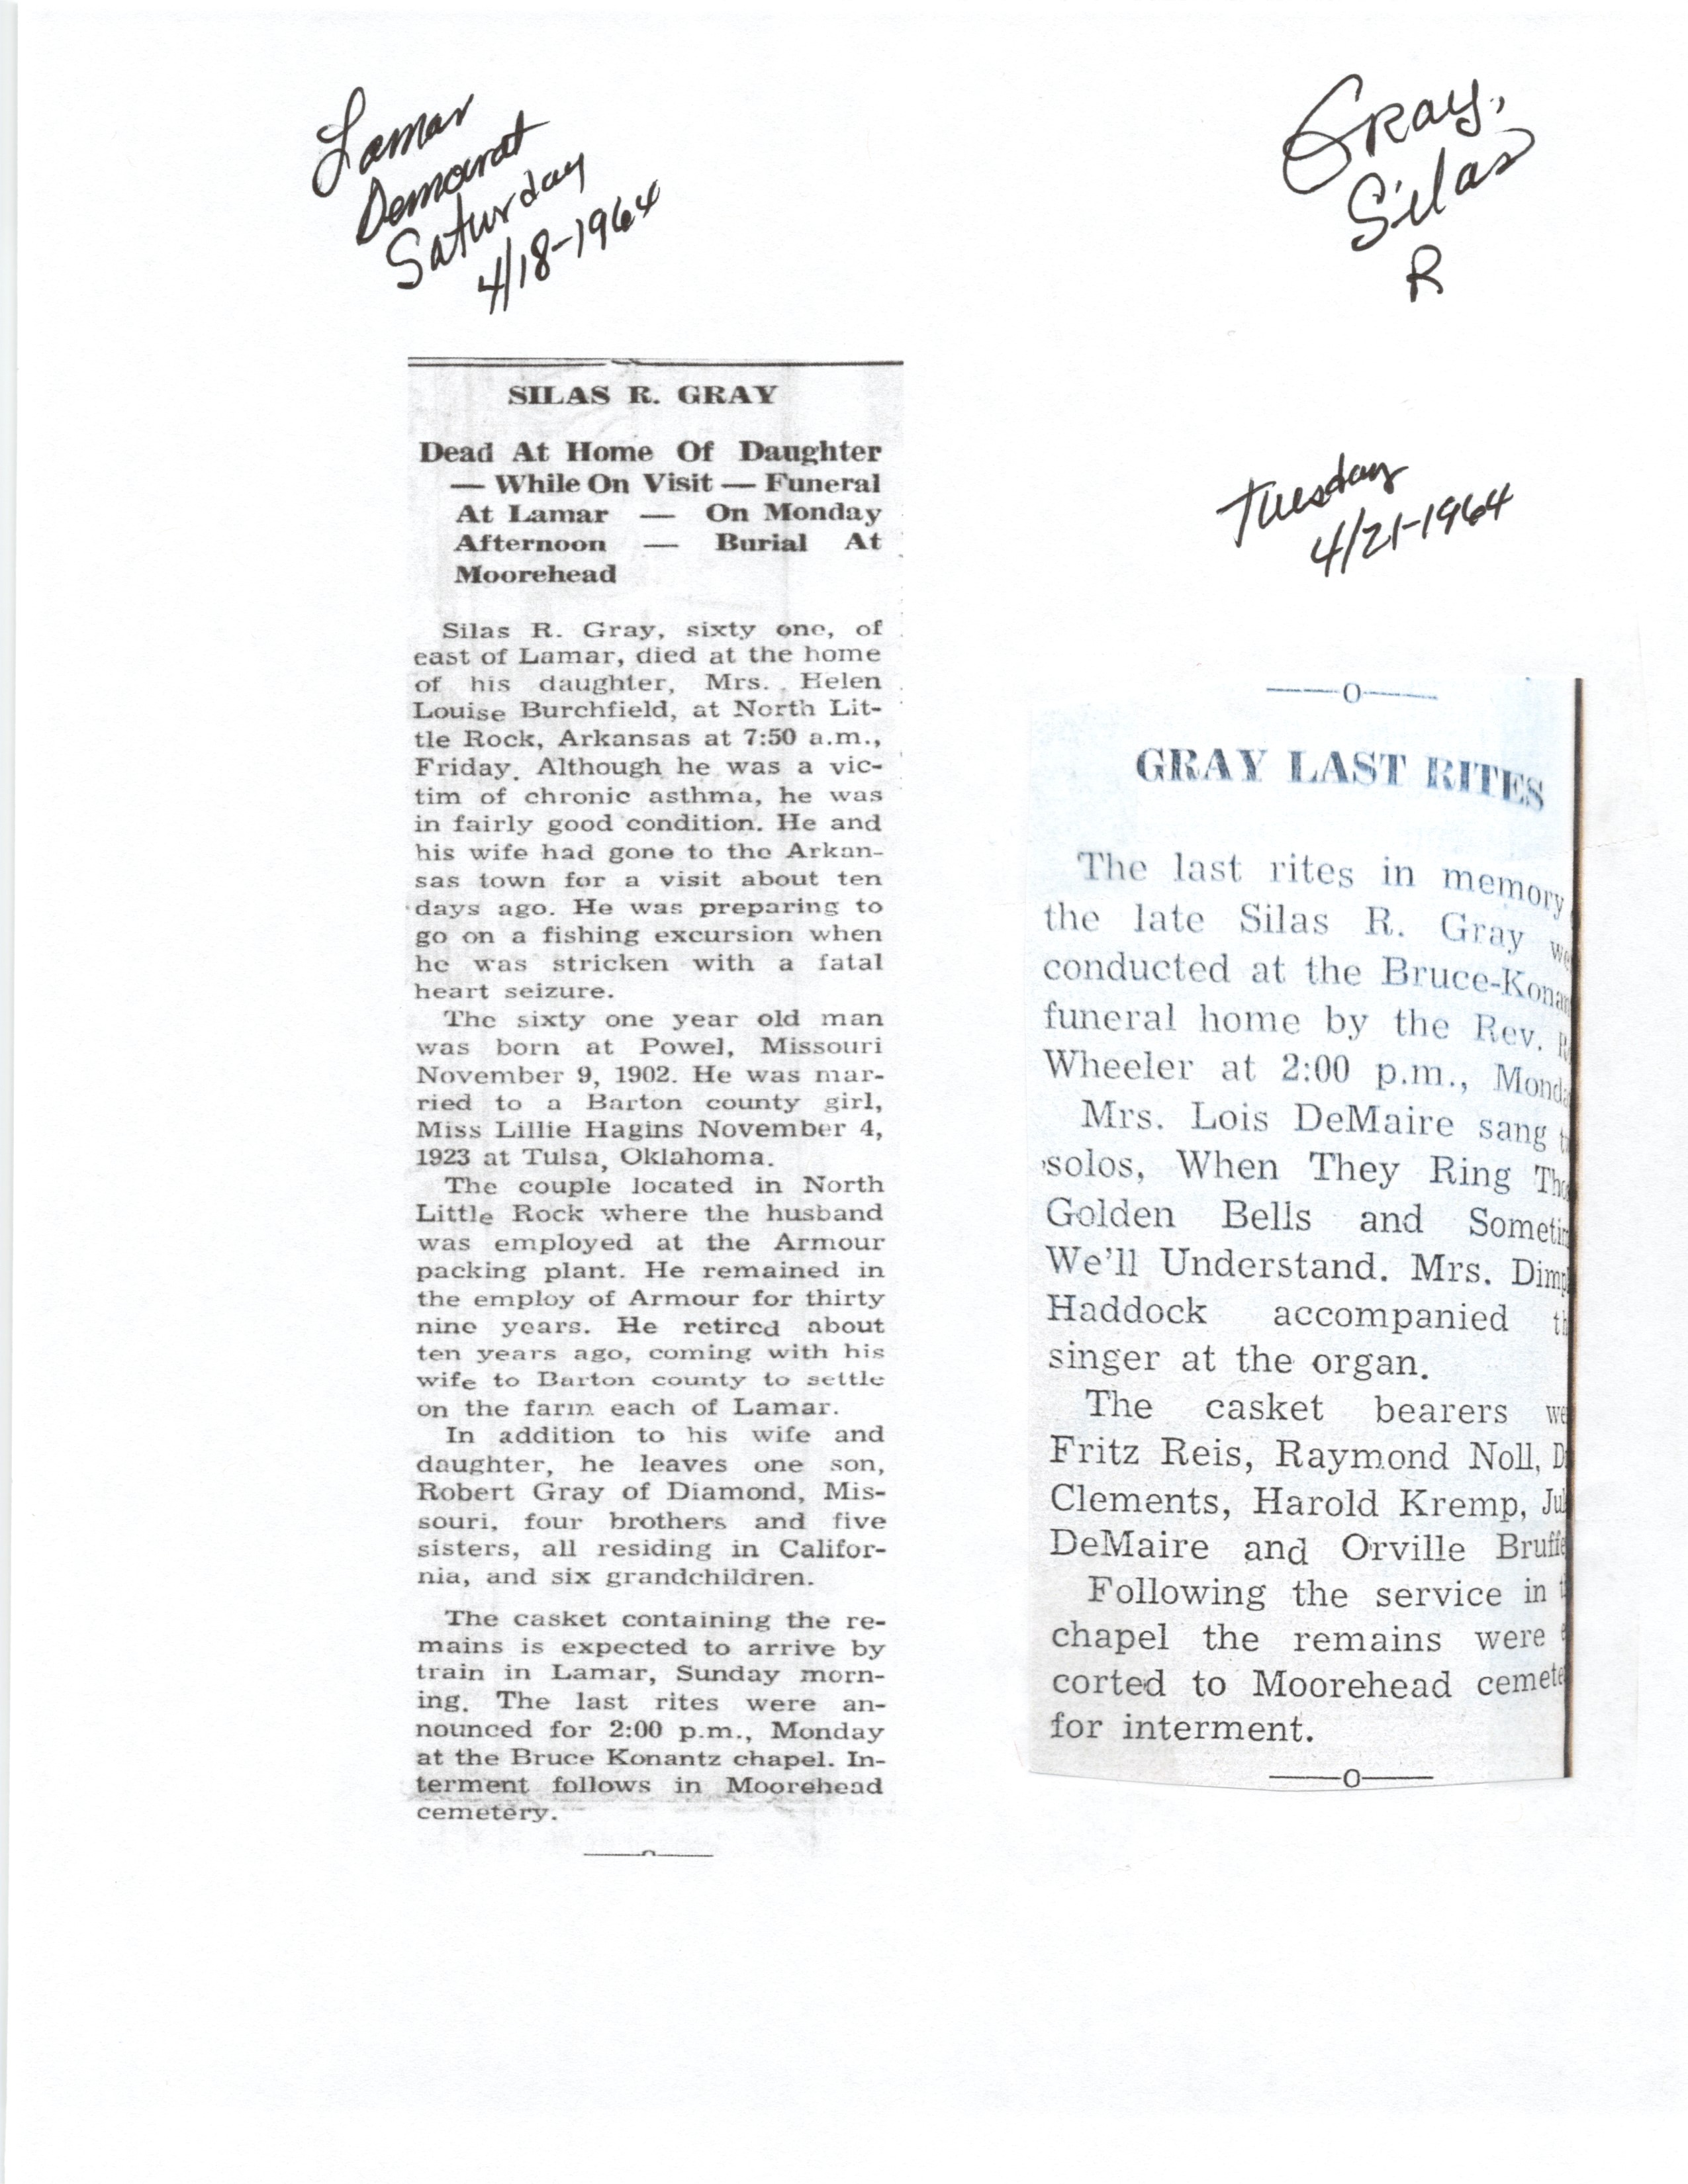 Lamar
Democrat
Saturday
4/18-1964
Gray,
Silas
R
SILAS R. GRAY
Dead At Home Of Daughter
— While On Visit — Funeral
At Lamar — On Monday
Afternoon — Burial At
Moorehead
Silas R. Gray, sixty one, of
east of Lamar, died at the home
of his daughter, Mrs. Helen
Louise Burchfield, at North Lit-
tle Rock, Arkansas at 7:50 a.m.,
Friday. Although he was a vic-
tim of chronic asthma, he was
in fairly good condition. He and
his wife had gone to the Arkan-
sas town for a visit about ten
days ago. He was preparing to
go on a fishing excursion when
he was stricken with a fatal
heart seizure.
The sixty one year old man
was born at Powel, Missouri
November 9, 1902. He was mar-
ried to a Barton county girl,
Miss Lillie Hagins November 4,
1923 at Tulsa, Oklahoma.
The couple located in North
Little Rock where the husband
was employed at the Armour
packing plant. He remained in
the employ of Armour for thirty
nine years. He retired about
ten years ago, coming with his
wife to Barton county to settle
on the farm each of Lamar.
In addition to his wife and
daughter, he leaves one son,
Robert Gray of Diamond, Mis-
souri, four brothers and five
sisters, all residing in Califor-
nia, and six grandchildren.
The casket containing the re-
mains is expected to arrive by
train in Lamar, Sunday morn-
ing. The last rites were an-
nounced for 2:00 p.m., Monday
at the Bruce Konantz chapel. In-
terment follows in Moorehead
cemetery.
Tuesday
4/21-1964
GRAY LAST RITES
The last rites in memory
the late Silas R. Gray
conducted at the Bruce-Konan
funeral home by the Rev.
Wheeler at 2:00 p.m., Monda
Mrs. Lois DeMaire sang
solos, When They Ring Tho
Golden Bells and Someti
We'll Understand. Mrs. Dimp
Haddock accompanied th
singer at the organ.
The casket bearers we
Fritz Reis, Raymond Noll, D
Clements, Harold Kremp, Jul
DeMaire and Orville Bruff
Following the service in
chapel the remains were
corted to Moorehead cemete
for interment.